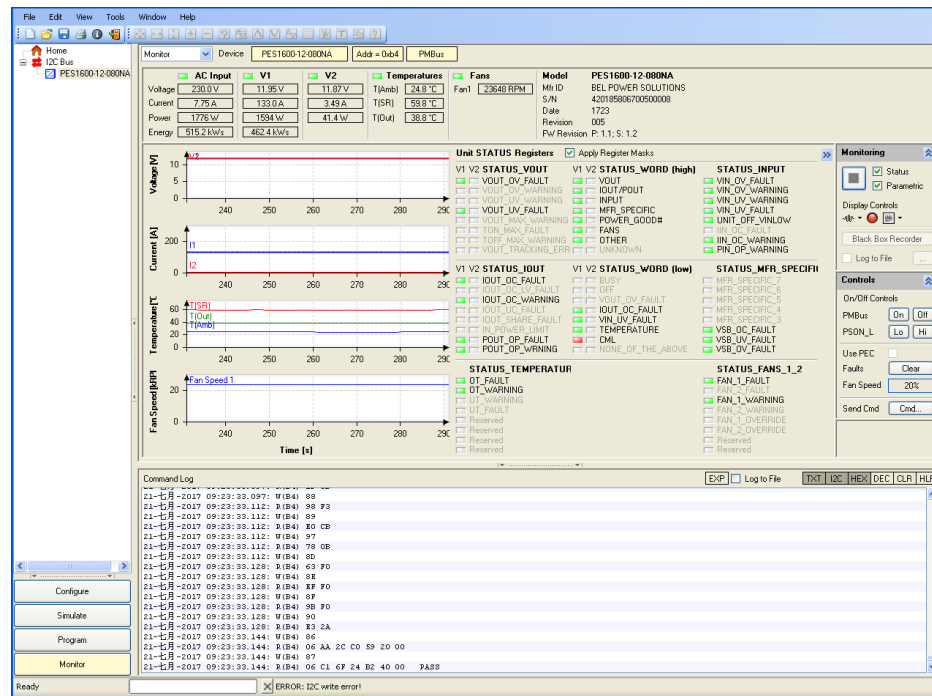 File Edit View Tools Window Help
Home
I2C Bus
PES1600-12-080NA
Monitor Device PES1600-12-080NA Addr = 0xb4 PMBus
AC Input V1 V2 Temperatures Fans
Voltage 230.0 V 11.95 V 11.87 V T(Amb) 24.8 °C Fan1 23648 RPM
Current 7.75 A 133.0 A 3.49 A T(SR) 59.8 °C
Power 1776 W 1594 W 41.4 W T(Out) 38.8 °C
Energy 515.2 kWs 462.4 kWs
Model PES1600-12-080NA
Mfr ID BEL POWER SOLUTIONS
S/N 420185806700500008
Date 1723
Revision 005
FW Revision P: 1.1; S: 1.2
Voltage [V]
10
5
0
V2
240 250 260 270 280 290
Current [A]
200
0
I1
I2
240 250 260 270 280 290
Temperature [°C
60
40
20
0
T(SR)
T(Out)
T(Amb)
240 250 260 270 280 290
Fan Speed [kRP]
20
0
Fan Speed 1
240 250 260 270 280 290
Time [s]
Unit STATUS Registers Apply Register Masks
V1 V2 STATUS_VOUT
VOUT_OV_FAULT
VOUT_OV_WARNING
VOUT_UV_WARNING
VOUT_UV_FAULT
VOUT_MAX_WARNING
TON_MAX_FAULT
TOFF_MAX_WARNING
VOUT_TRACKING_ERR
V1 V2 STATUS_WORD (high)
VOUT
IOUT/POUT
INPUT
MFR_SPECIFIC
POWER_GOOD#
FANS
OTHER
UNKNOWN
STATUS_INPUT
VIN_OV_FAULT
VIN_OV_WARNING
VIN_UV_WARNING
VIN_UV_FAULT
UNIT_OFF_VINLOW
IIN_OC_FAULT
IIN_OC_WARNING
PIN_OP_WARNING
V1 V2 STATUS_IOUT
IOUT_OC_FAULT
IOUT_OC_LV_FAULT
IOUT_OC_WARNING
IOUT_UC_FAULT
IOUT_SHARE_FAULT
IN_POWER_LIMIT
POUT_OP_FAULT
POUT_OP_WRNING
V1 V2 STATUS_WORD (low)
BUSY
OFF
VOUT_OV_FAULT
IOUT_OC_FAULT
VIN_UV_FAULT
TEMPERATURE
CML
NONE_OF_THE_ABOVE
STATUS_MFR_SPECIFI
MFR_SPECIFIC_7
MFR_SPECIFIC_6
MFR_SPECIFIC_5
MFR_SPECIFIC_4
MFR_SPECIFIC_3
VSB_OC_FAULT
VSB_UV_FAULT
VSB_OV_FAULT
STATUS_TEMPERATUR
OT_FAULT
OT_WARNING
UT_WARNING
UT_FAULT
Reserved
Reserved
Reserved
Reserved
STATUS_FANS_1_2
FAN_1_FAULT
FAN_2_FAULT
FAN_1_WARNING
FAN_2_WARNING
FAN_1_OVERRIDE
FAN_2_OVERRIDE
Reserved
Reserved
Monitoring
Status
Parametric
Display Controls
Black Box Recorder
Log to File ...
Controls
On/Off Controls
PMBus On Off
PSON_L Lo Hi
Use PEC
Faults Clear
Fan Speed 20%
Send Cmd Cmd...
Command Log EXP Log to File TXT I2C HEX DEC CLR HLP
21-七月-2017 09:23:33.097: W(B4) 88
21-七月-2017 09:23:33.112: R(B4) 98 F3
21-七月-2017 09:23:33.112: W(B4) 89
21-七月-2017 09:23:33.112: R(B4) E0 CB
21-七月-2017 09:23:33.112: W(B4) 97
21-七月-2017 09:23:33.112: R(B4) 78 0B
21-七月-2017 09:23:33.112: W(B4) 8D
21-七月-2017 09:23:33.128: R(B4) 63 F0
21-七月-2017 09:23:33.128: W(B4) 8E
21-七月-2017 09:23:33.128: R(B4) EF F0
21-七月-2017 09:23:33.128: W(B4) 8F
21-七月-2017 09:23:33.128: R(B4) 9B F0
21-七月-2017 09:23:33.128: W(B4) 90
21-七月-2017 09:23:33.128: R(B4) E3 2A
21-七月-2017 09:23:33.144: W(B4) 86
21-七月-2017 09:23:33.144: R(B4) 06 AA 2C C0 59 20 00
21-七月-2017 09:23:33.144: W(B4) 87
21-七月-2017 09:23:33.144: R(B4) 06 C1 6F 24 B2 40 00 PASS
Configure
Simulate
Program
Monitor
Ready ERROR: I2C write error!